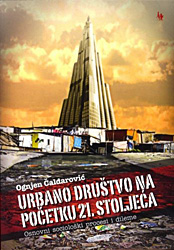 Ognjen Čaldarović
URBANO DRUŠTVO NA
POČETKU 21. STOLJEĆA
Osnovni sociološki procesi i dileme